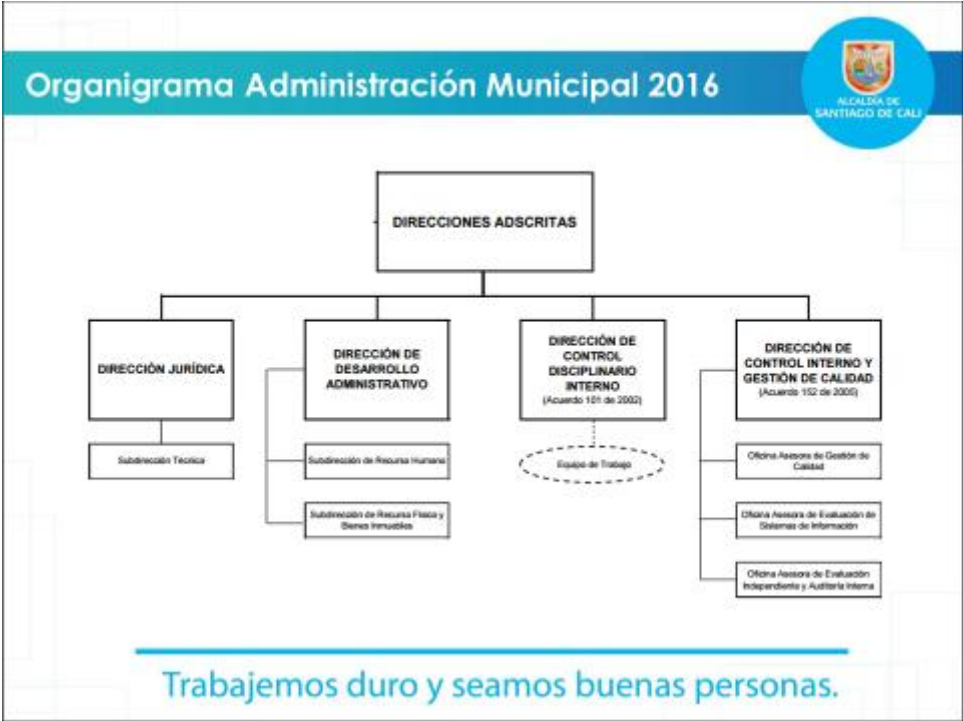 Organigrama Administración Municipal 2016
ALCALDÍA DE
SANTIAGO DE CALI
DIRECCIONES ADSCRITAS
DIRECCIÓN JURÍDICA
Subdirección Técnica
DIRECCIÓN DE
DESARROLLO
ADMINISTRATIVO
Subdirección de Recurso Humano
Subdirección de Recurso Físico y
Bienes Inmuebles
DIRECCIÓN DE
CONTROL
DISCIPLINARIO
INTERNO
(Acuerdo 101 de 2002)
Equipo de Trabajo
DIRECCIÓN DE
CONTROL INTERNO Y
GESTIÓN DE CALIDAD
(Acuerdo 152 de 2005)
Oficina Asesora de Gestión de
Calidad
Oficina Asesora de Evaluación de
Sistemas de Información
Oficina Asesora de Evaluación
Independiente y Auditoría Interna
Trabajemos duro y seamos buenas personas.